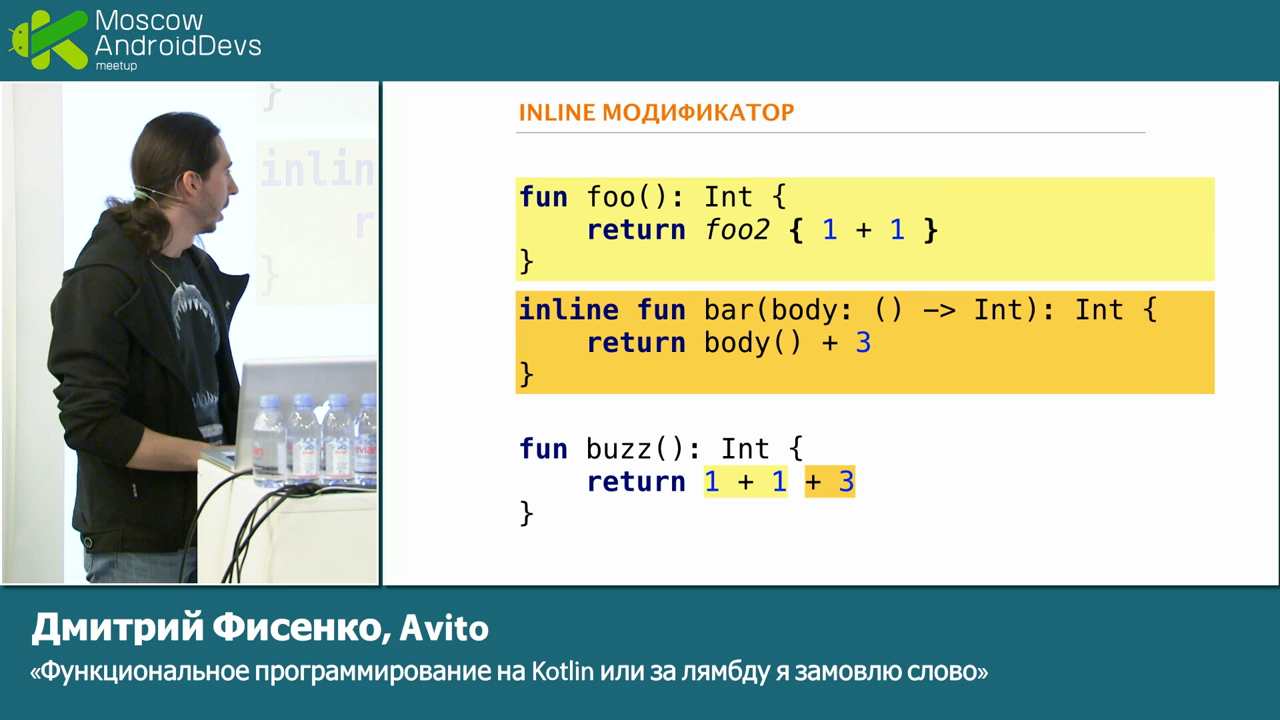 Moscow
AndroidDevs
meetup
}
inlin
r
}
evian
INLINE МОДИФИКАТОР
fun foo(): Int {
return foo2 { 1 + 1 }
}
inline fun bar(body: () –> Int): Int {
return body() + 3
}
fun buzz(): Int {
return 1 + 1 + 3
}
Дмитрий Фисенко, Avito
«Функциональное программирование на Kotlin или за лямбду я замовлю слово»